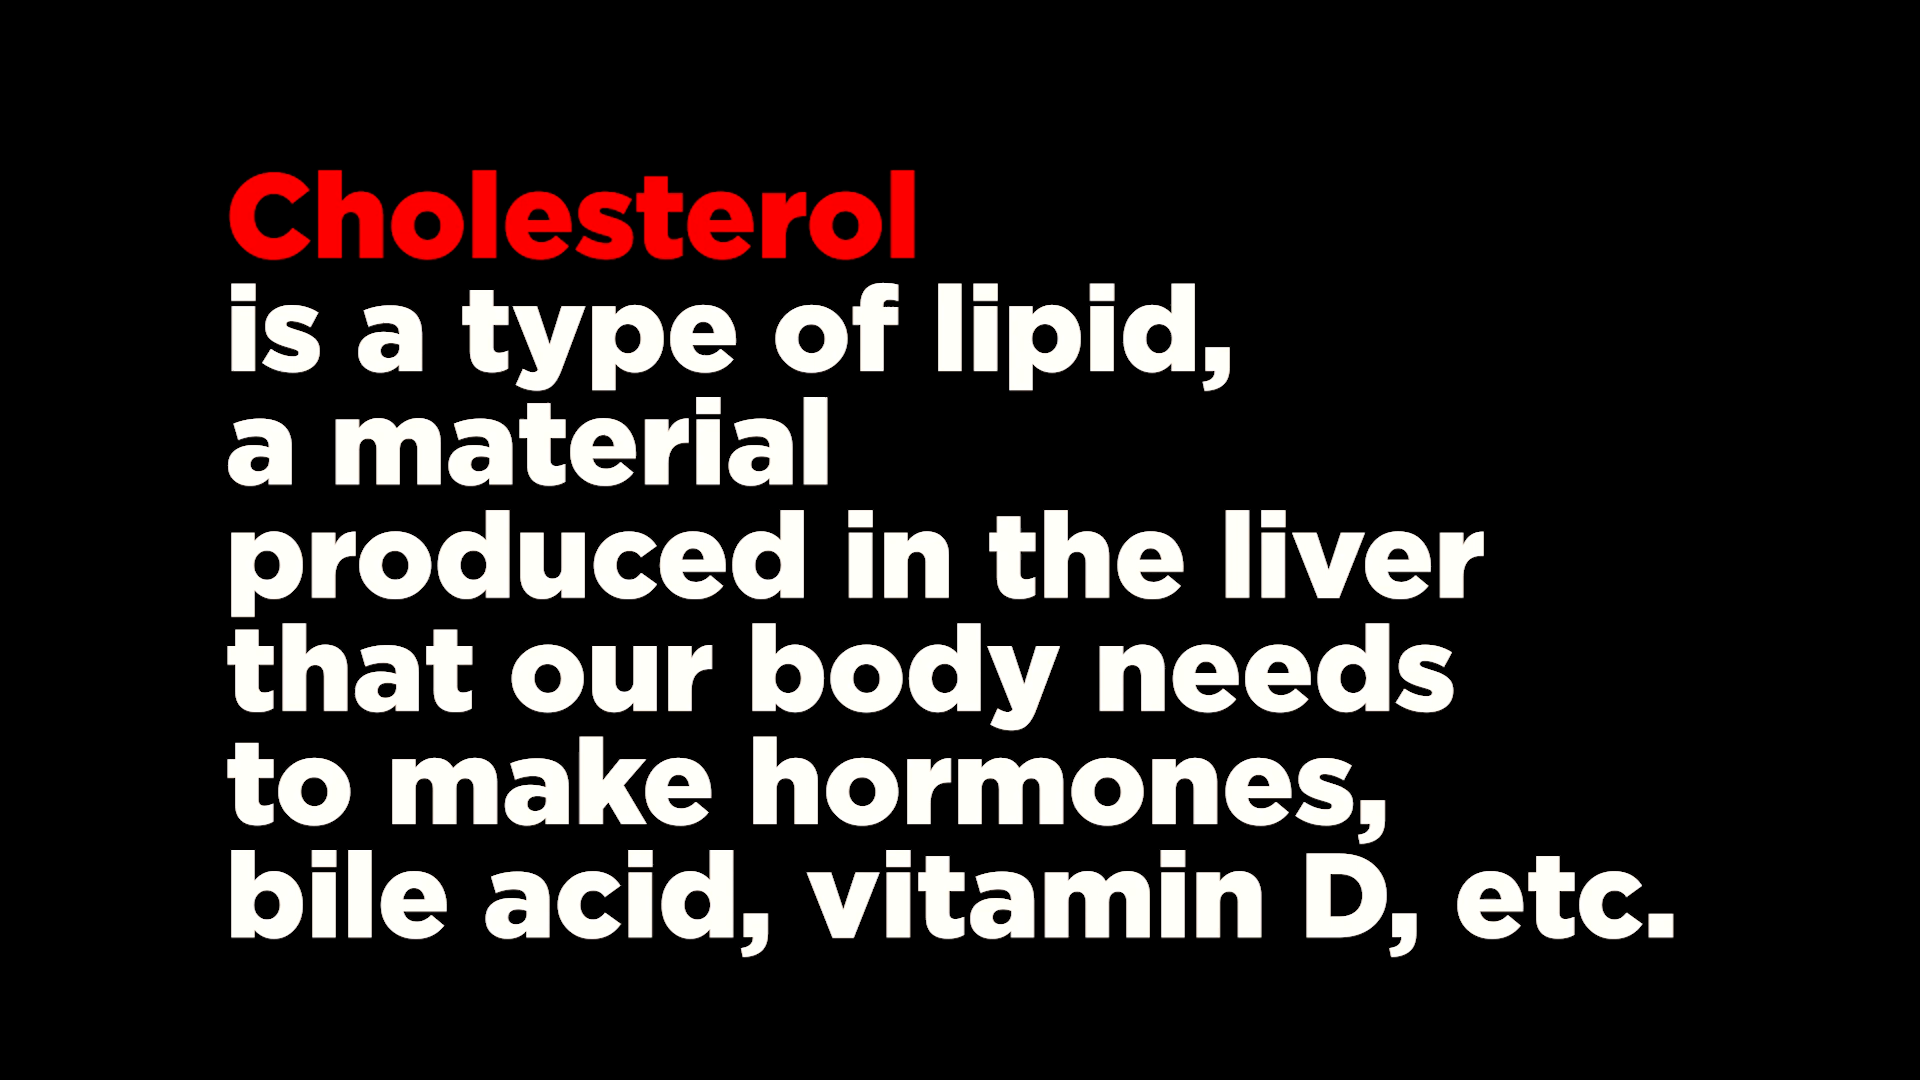 Cholesterol
is a type of lipid,
a material
produced in the liver
that our body needs
to make hormones,
bile acid, vitamin D, etc.